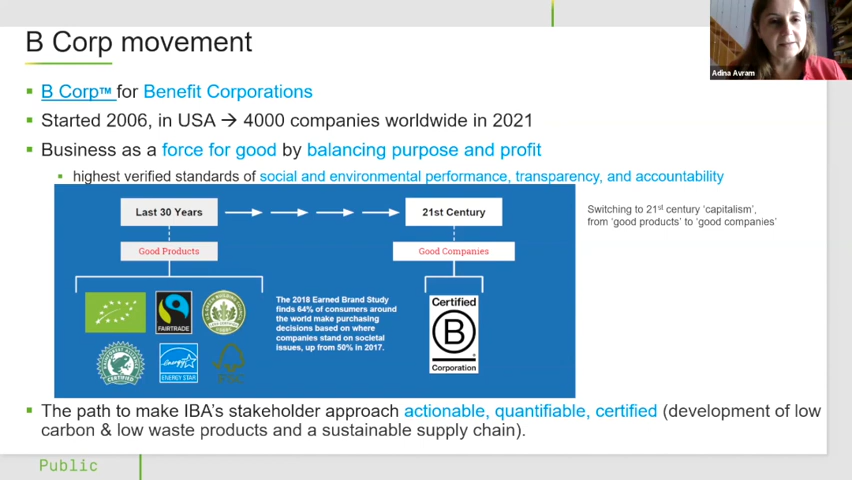 B Corp movement
Adina Avram
▪ B Corp™ for Benefit Corporations
▪ Started 2006, in USA → 4000 companies worldwide in 2021
▪ Business as a force for good by balancing purpose and profit
▪ highest verified standards of social and environmental performance, transparency, and accountability
Last 30 Years
21st Century
Switching to 21st century ‘capitalism’,
from ‘good products’ to ‘good companies’
Good Products
Good Companies
The 2018 Earned Brand Study
finds 64% of consumers around
the world make purchasing
decisions based on where
companies stand on societal
issues, up from 50% in 2017.
FAIRTRADE
Certified
B
®
Corporation
CERTIFIED
energy
ENERGY STAR
FSC
▪ The path to make IBA’s stakeholder approach actionable, quantifiable, certified (development of low
carbon & low waste products and a sustainable supply chain).
Public